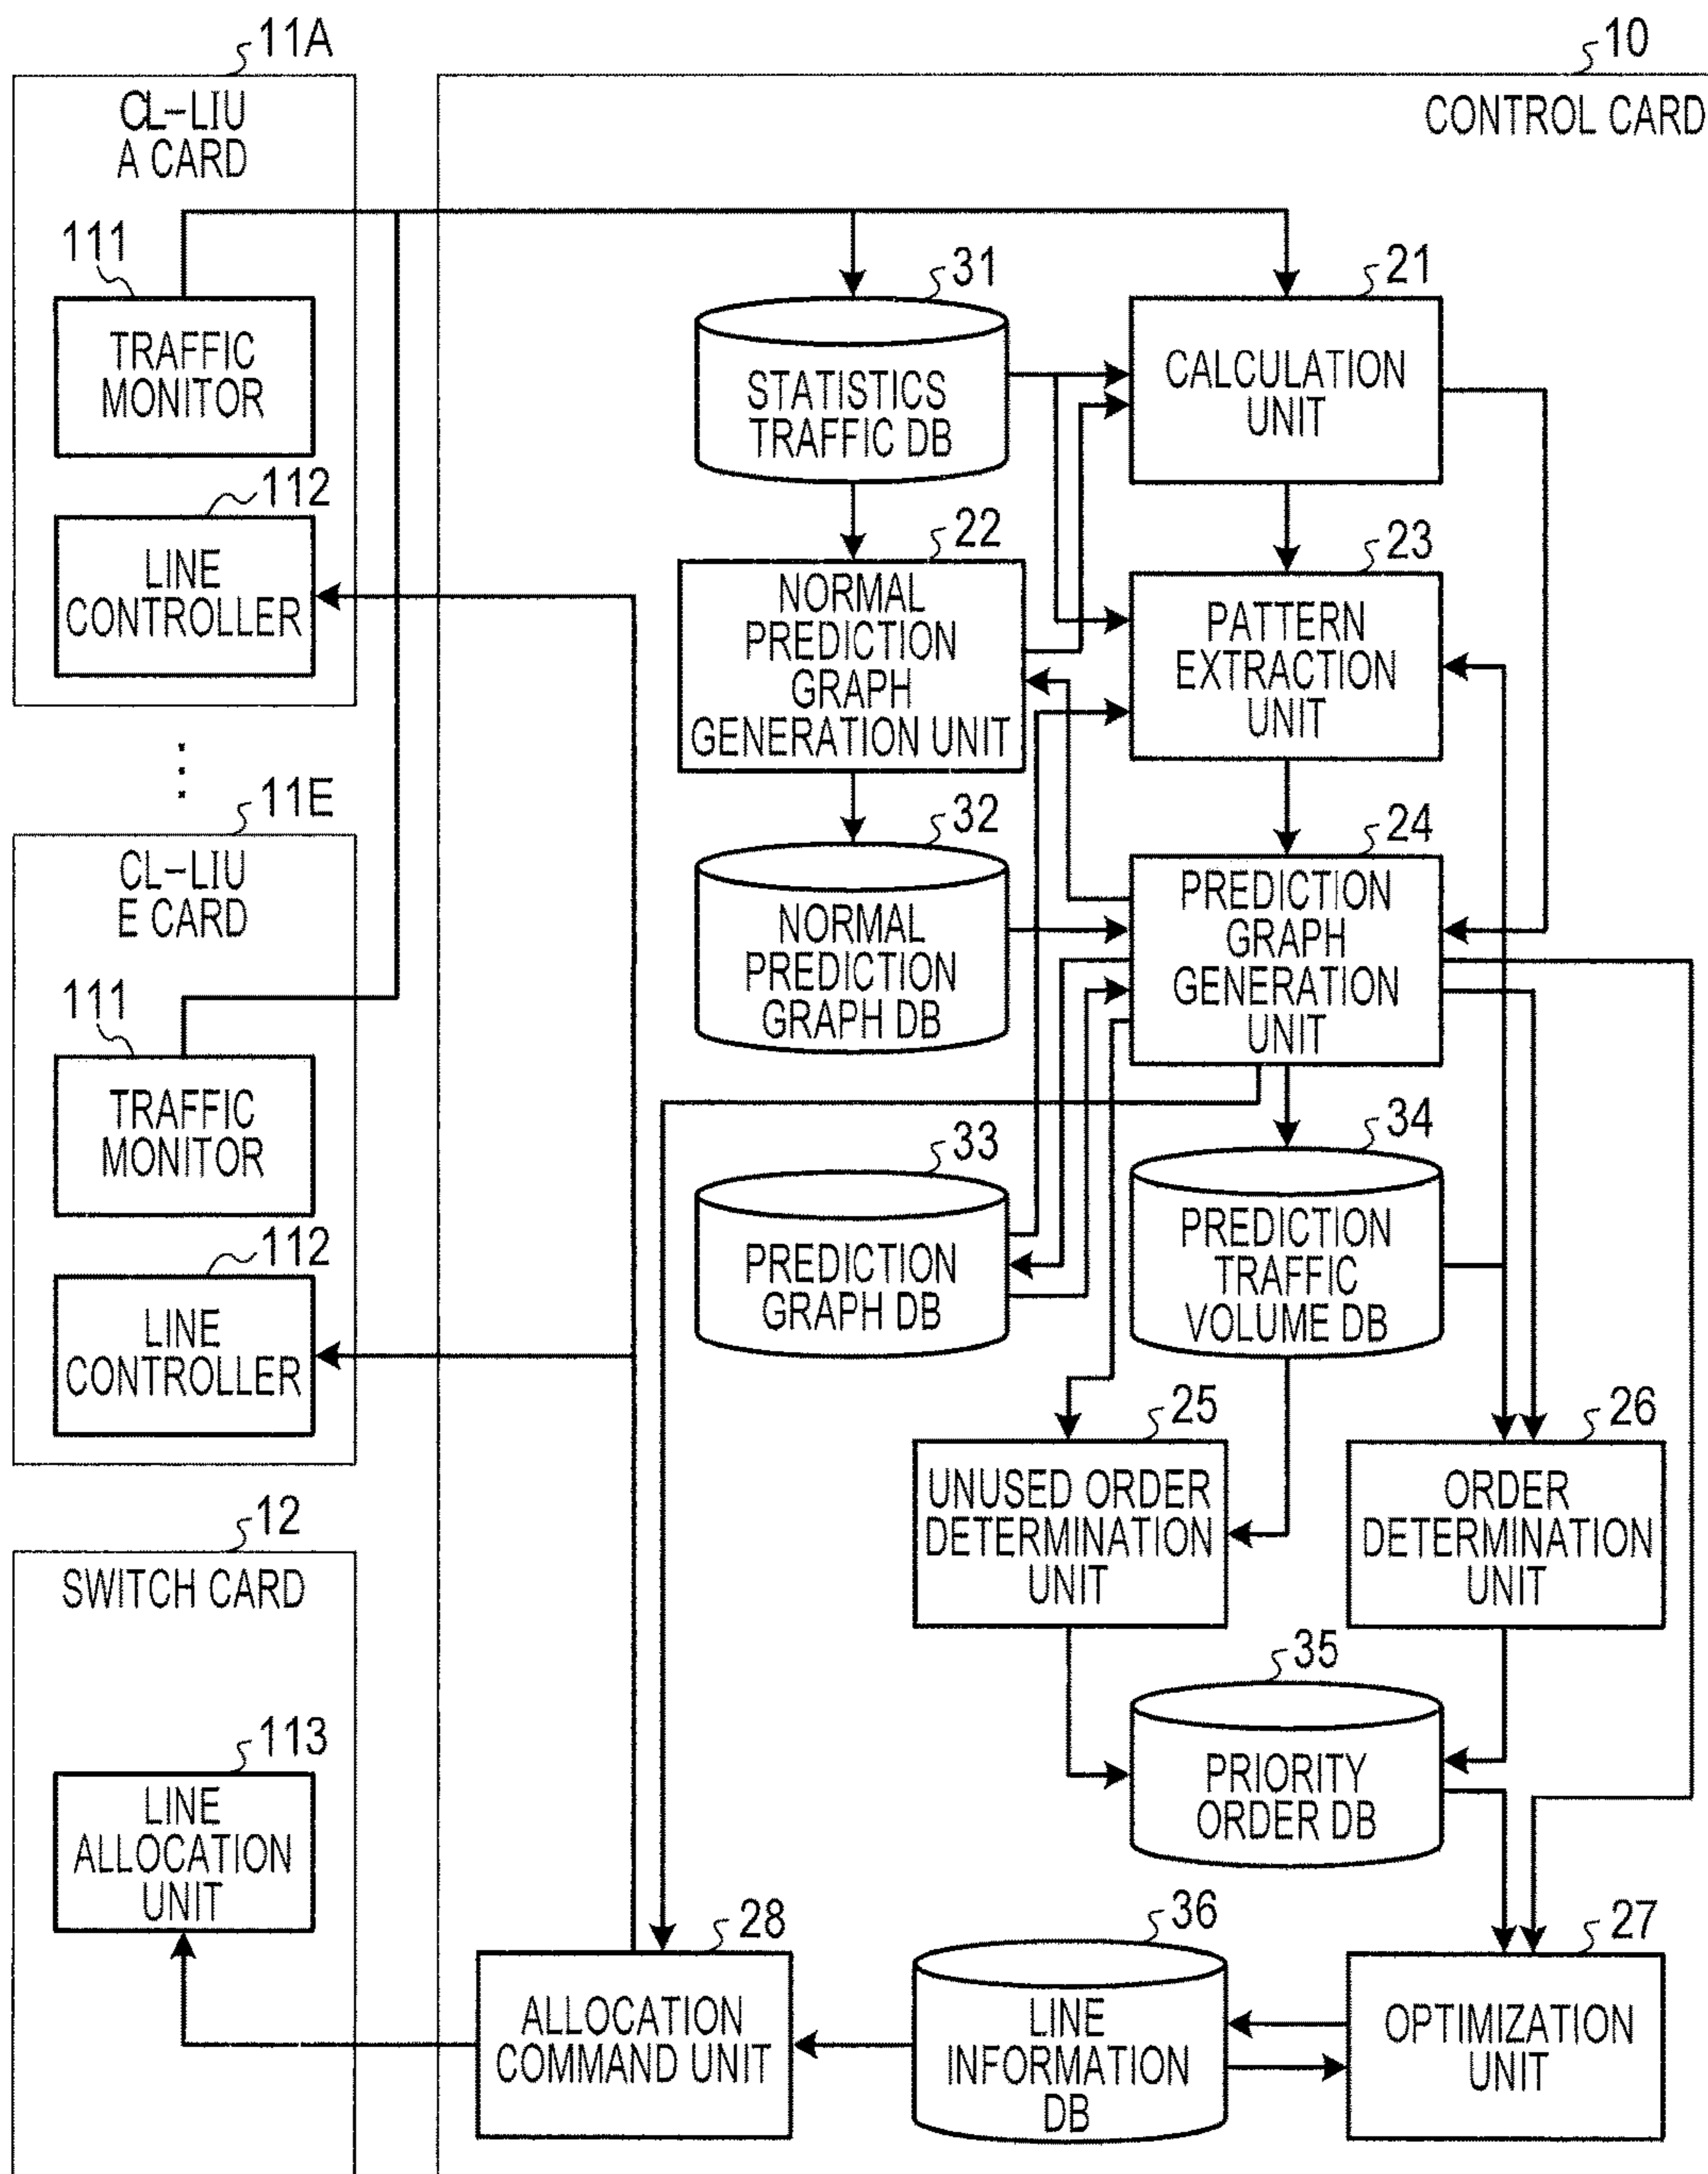 11A
CL-LIU
A CARD
111
TRAFFIC
MONITOR
112
LINE
CONTROLLER
11E
CL-LIU
E CARD
111
TRAFFIC
MONITOR
112
LINE
CONTROLLER
12
SWITCH CARD
113
LINE
ALLOCATION
UNIT
10
CONTROL CARD
31
STATISTICS
TRAFFIC DB
21
CALCULATION
UNIT
22
NORMAL
PREDICTION
GRAPH
GENERATION UNIT
23
PATTERN
EXTRACTION
UNIT
32
NORMAL
PREDICTION
GRAPH DB
24
PREDICTION
GRAPH
GENERATION
UNIT
33
PREDICTION
GRAPH DB
34
PREDICTION
TRAFFIC
VOLUME DB
25
UNUSED ORDER
DETERMINATION
UNIT
26
ORDER
DETERMINATION
UNIT
35
PRIORITY
ORDER DB
28
ALLOCATION
COMMAND UNIT
36
LINE
INFORMATION
DB
27
OPTIMIZATION
UNIT